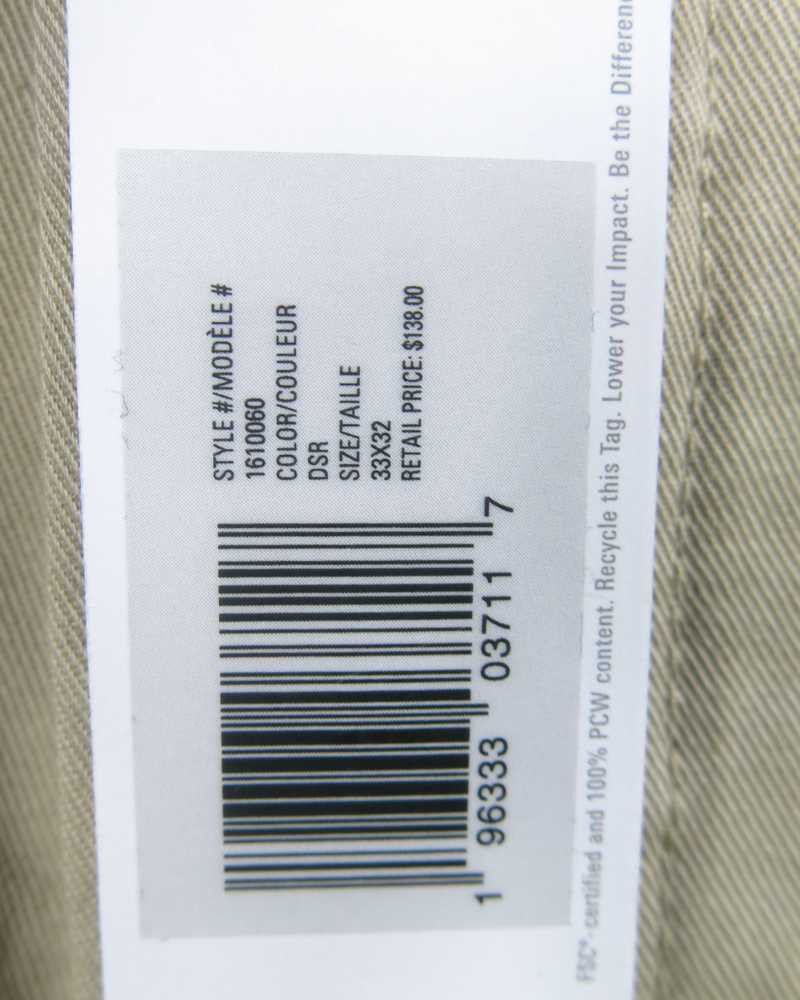 STYLE #/MODÈLE #
1610060
COLOR/COULEUR
DSR
SIZE/TAILLE
33X32
RETAIL PRICE: $138.00
1 96333 03711 7
FSC®-certified and 100% PCW content. Recycle this Tag. Lower your Impact. Be the Differen